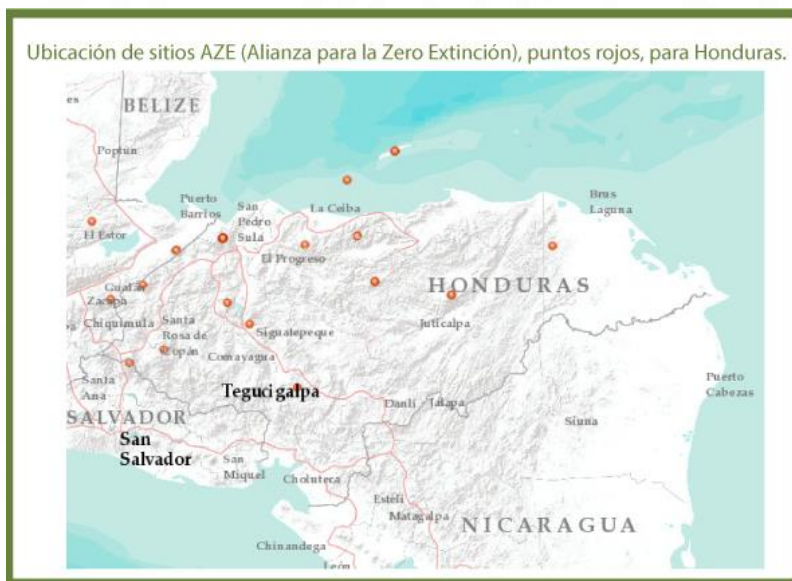 Ubicación de sitios AZE (Alianza para la Zero Extinción), puntos rojos, para Honduras.
BELIZE
Poptun
Puerto
Barrios
San
Pedro
Sula
La Ceiba
Brus
Laguna
El Estor
El Progreso
HONDURAS
Gualán
Zacapa
Chiquimula
Santa
Rosa de
Copán
Siguatepeque
Juticalpa
Comayagua
Santa
Ana
Tegucigalpa
Danlí
Jalapa
Puerto
Cabezas
SALVADOR
Siuna
San
Salvador
San
Miguel
Choluteca
Estelí
Matagalpa
NICARAGUA
Chinandega
León